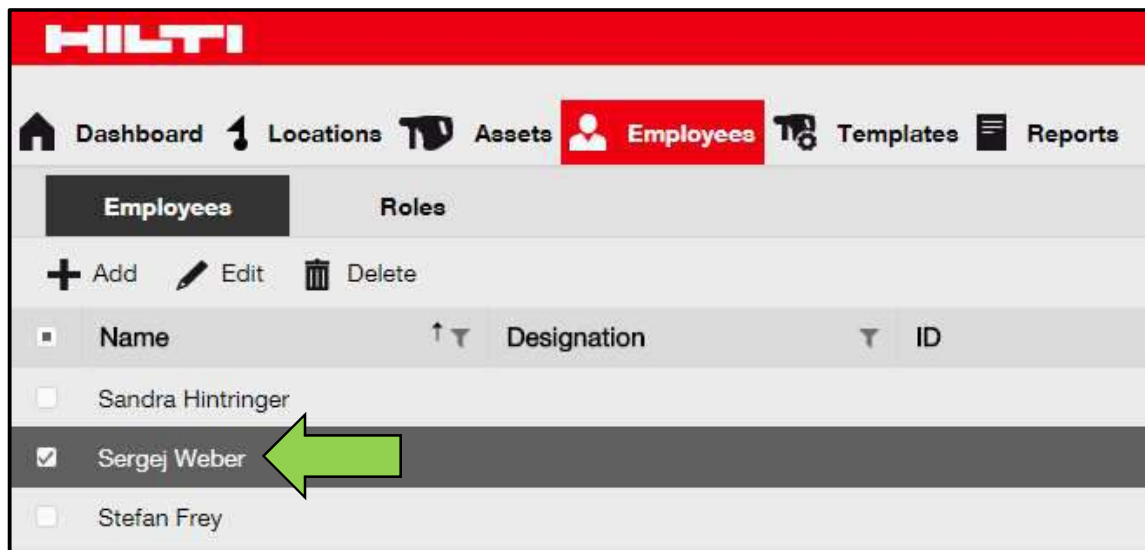 HILTI
Dashboard Locations Assets Employees Templates Reports
Employees Roles
Add Edit Delete
Name Designation ID
Sandra Hintringer
Sergej Weber
Stefan Frey